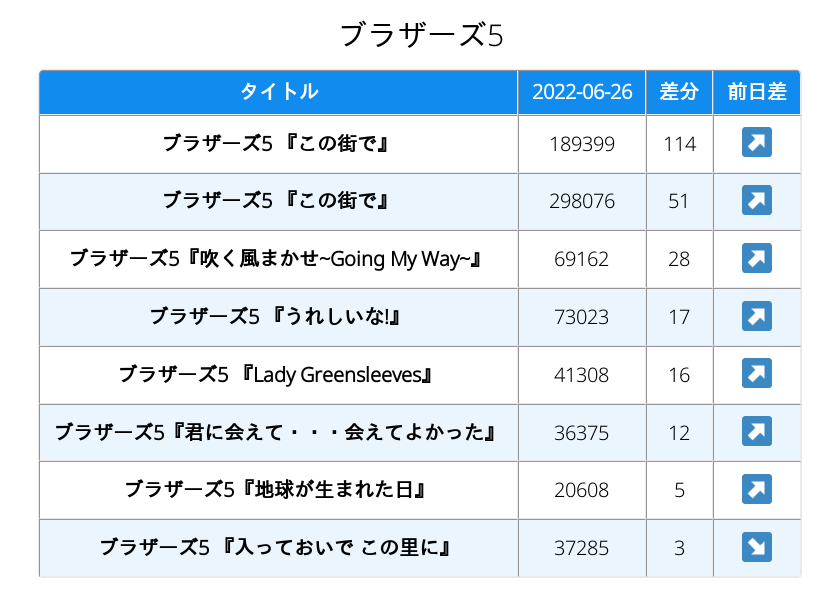 ブラザーズ5
タイトル 2022-06-26 差分 前日差
ブラザーズ5 『この街で』 189399 114 ↗
ブラザーズ5 『この街で』 298076 51 ↗
ブラザーズ5『吹く風まかせ~Going My Way~』 69162 28 ↗
ブラザーズ5 『うれしいな!』 73023 17 ↗
ブラザーズ5 『Lady Greensleeves』 41308 16 ↗
ブラザーズ5『君に会えて・・・会えてよかった』 36375 12 ↗
ブラザーズ5『地球が生まれた日』 20608 5 ↗
ブラザーズ5 『入っておいで この里に』 37285 3 ↘